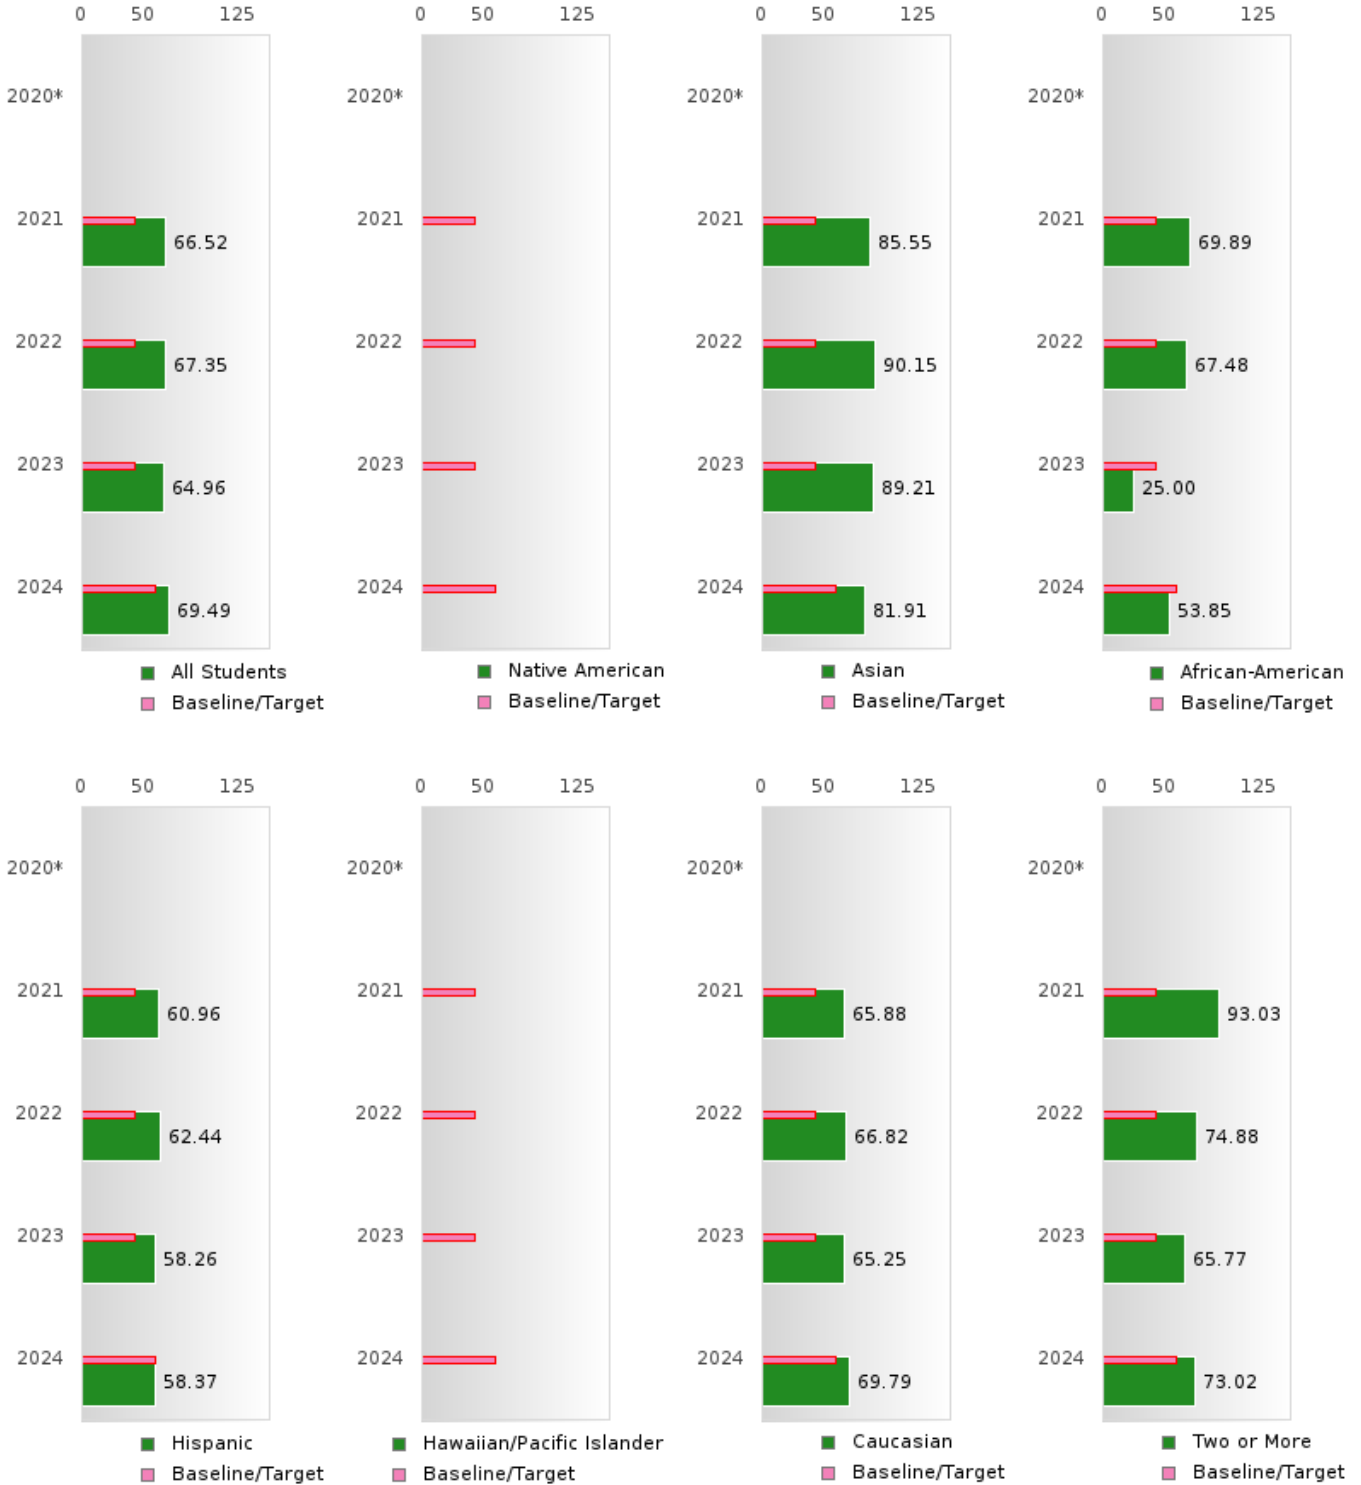 0 50 125 0 50 125 0 50 125 0 50 125
2020* 2020* 2020* 2020*
2021 2021 2021 2021
66.52 85.55 69.89
2022 2022 2022 2022
67.35 90.15 67.48
2023 2023 2023 2023
64.96 89.21 25.00
2024 2024 2024 2024
69.49 81.91 53.85
All Students Native American Asian African-American
Baseline/Target Baseline/Target Baseline/Target Baseline/Target
0 50 125 0 50 125 0 50 125 0 50 125
2020* 2020* 2020* 2020*
2021 2021 2021 2021
60.96 65.88 93.03
2022 2022 2022 2022
62.44 66.82 74.88
2023 2023 2023 2023
58.26 65.25 65.77
2024 2024 2024 2024
58.37 69.79 73.02
Hispanic Hawaiian/Pacific Islander Caucasian Two or More
Baseline/Target Baseline/Target Baseline/Target Baseline/Target